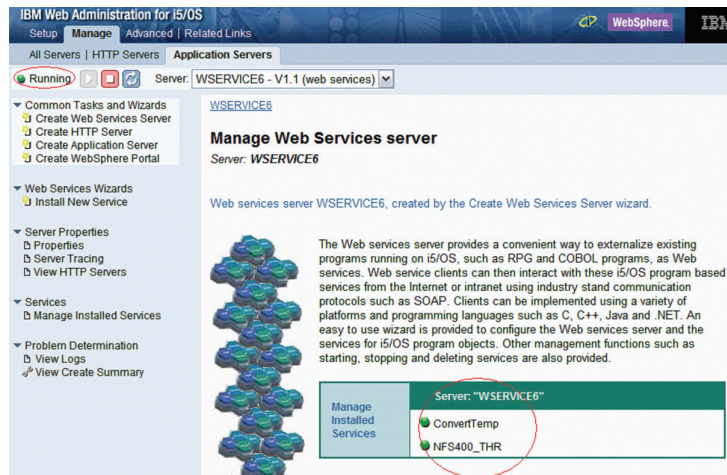 IBM Web Administration for i5/OS
WebSphere.
Setup Manage Advanced | Related Links
All Servers | HTTP Servers Application Servers
Running Server: WSERVICE6 - V1.1 (web services)
Common Tasks and Wizards
Create Web Services Server
Create HTTP Server
Create Application Server
Create WebSphere Portal
Web Services Wizards
Install New Service
Server Properties
Properties
Server Tracing
View HTTP Servers
Services
Manage Installed Services
Problem Determination
View Logs
View Create Summary
WSERVICE6
Manage Web Services server
Server: WSERVICE6
Web services server WSERVICE6, created by the Create Web Services Server wizard.
The Web services server provides a convenient way to externalize existing
programs running on i5/OS, such as RPG and COBOL programs, as Web
services. Web service clients can then interact with these i5/OS program based
services from the Internet or intranet using industry stand communication
protocols such as SOAP. Clients can be implemented using a variety of
platforms and programming languages such as C, C++, Java and .NET. An
easy to use wizard is provided to configure the Web services server and the
services for i5/OS program objects. Other management functions such as
starting, stopping and deleting services are also provided.
Manage
Installed
Services
Server: "WSERVICE6"
ConvertTemp
NFS400_THR